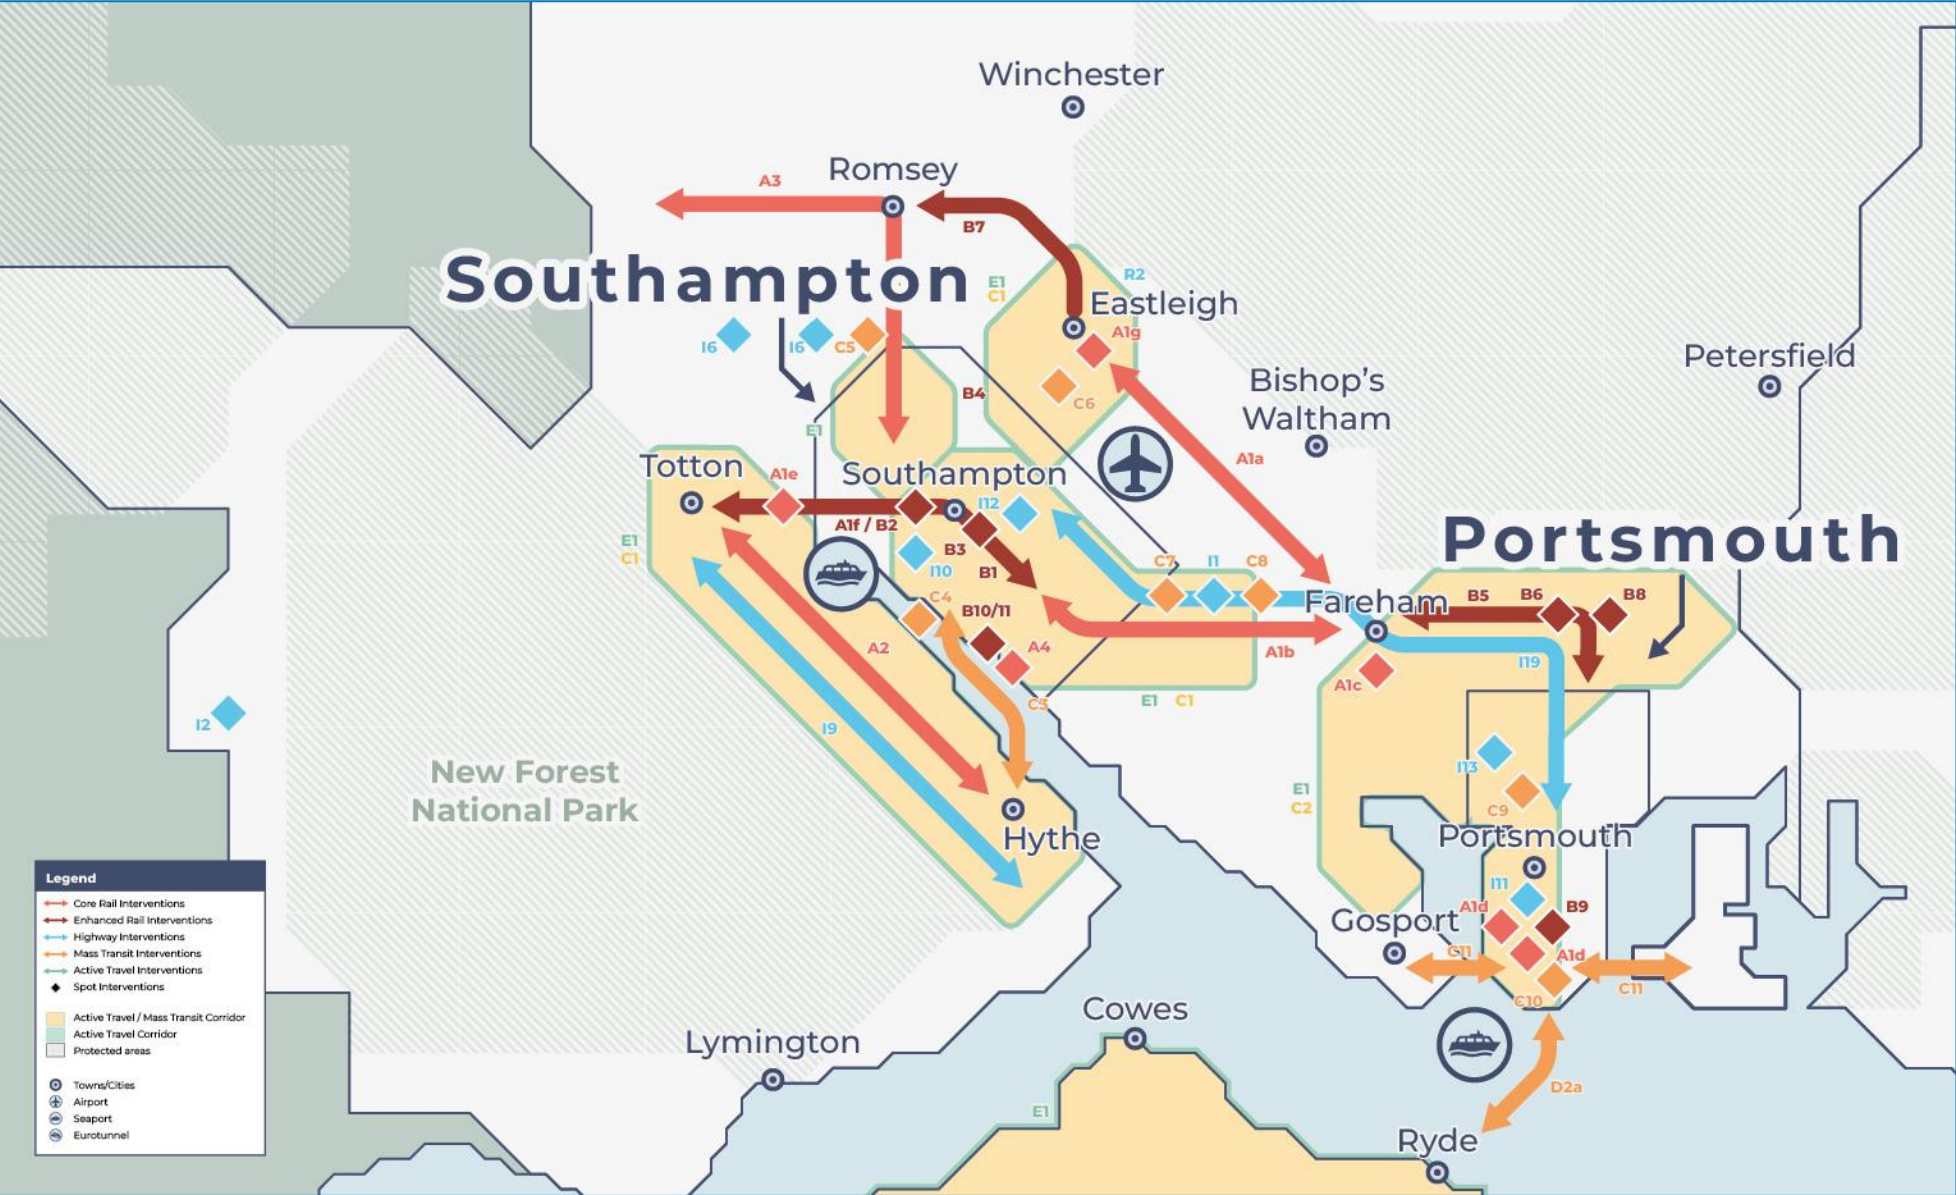 Winchester
Romsey
A3
B7
Southampton
E1
C1
R2
Eastleigh
A1g
I6
I6
C5
C6
B4
E1
Bishop's
Waltham
Petersfield
A1a
Totton
A1e
Southampton
I12
A1f / B2
B3
I10
B1
E1
C1
C7
I1
C8
Portsmouth
Fareham
B5
B6
B8
C4
B10/11
A4
A2
A1b
I19
A1c
C3
E1
C1
I2
I9
New Forest
National Park
I13
C9
E1
C2
Portsmouth
Hythe
I11
A1d
B9
Gosport
C11
A1d
C10
C11
Cowes
Lymington
D2a
E1
Ryde
Legend
Core Rail Interventions
Enhanced Rail Interventions
Highway Interventions
Mass Transit Interventions
Active Travel Interventions
Spot Interventions
Active Travel / Mass Transit Corridor
Active Travel Corridor
Protected areas
Towns/Cities
Airport
Seaport
Eurotunnel